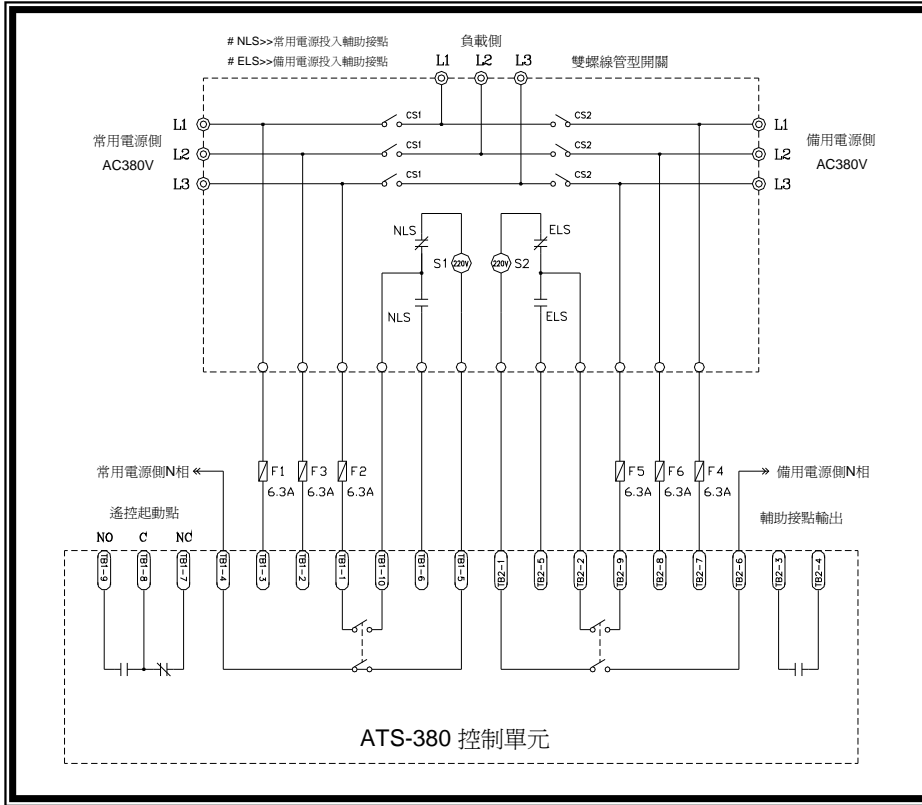 # NLS>>常用電源投入輔助接點
負載側
# ELS>>備用電源投入輔助接點
L1 L2 L3
雙螺線管型開關
常用電源側
AC380V
L1
L2
L3
CS1
CS1
CS1
CS2
CS2
CS2
L1
L2
L3
備用電源側
AC380V
NLS
S1 220V
NLS
220V S2
ELS
ELS
常用電源側N相
F1
6.3A
F3
6.3A
F2
6.3A
F5
6.3A
F6
6.3A
F4
6.3A
備用電源側N相
遙控起動點
輔助接點輸出
NO C NC
TB1-9
TB1-8
TB1-7
TB1-4
TB1-3
TB1-2
TB1-1
TB1-10
TB1-6
TB1-5
TB2-1
TB2-5
TB2-2
TB2-9
TB2-8
TB2-7
TB2-6
TB2-3
TB2-4
ATS-380 控制單元